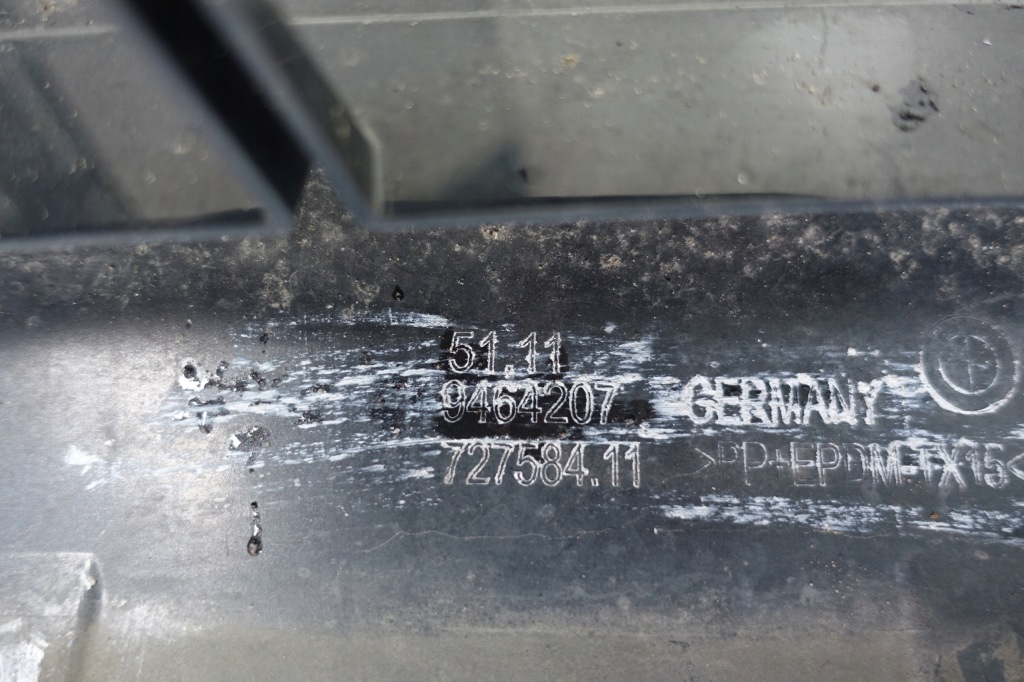 51.11
9464207
727584.11
GERMANY
>PP+EPDM-TX15<